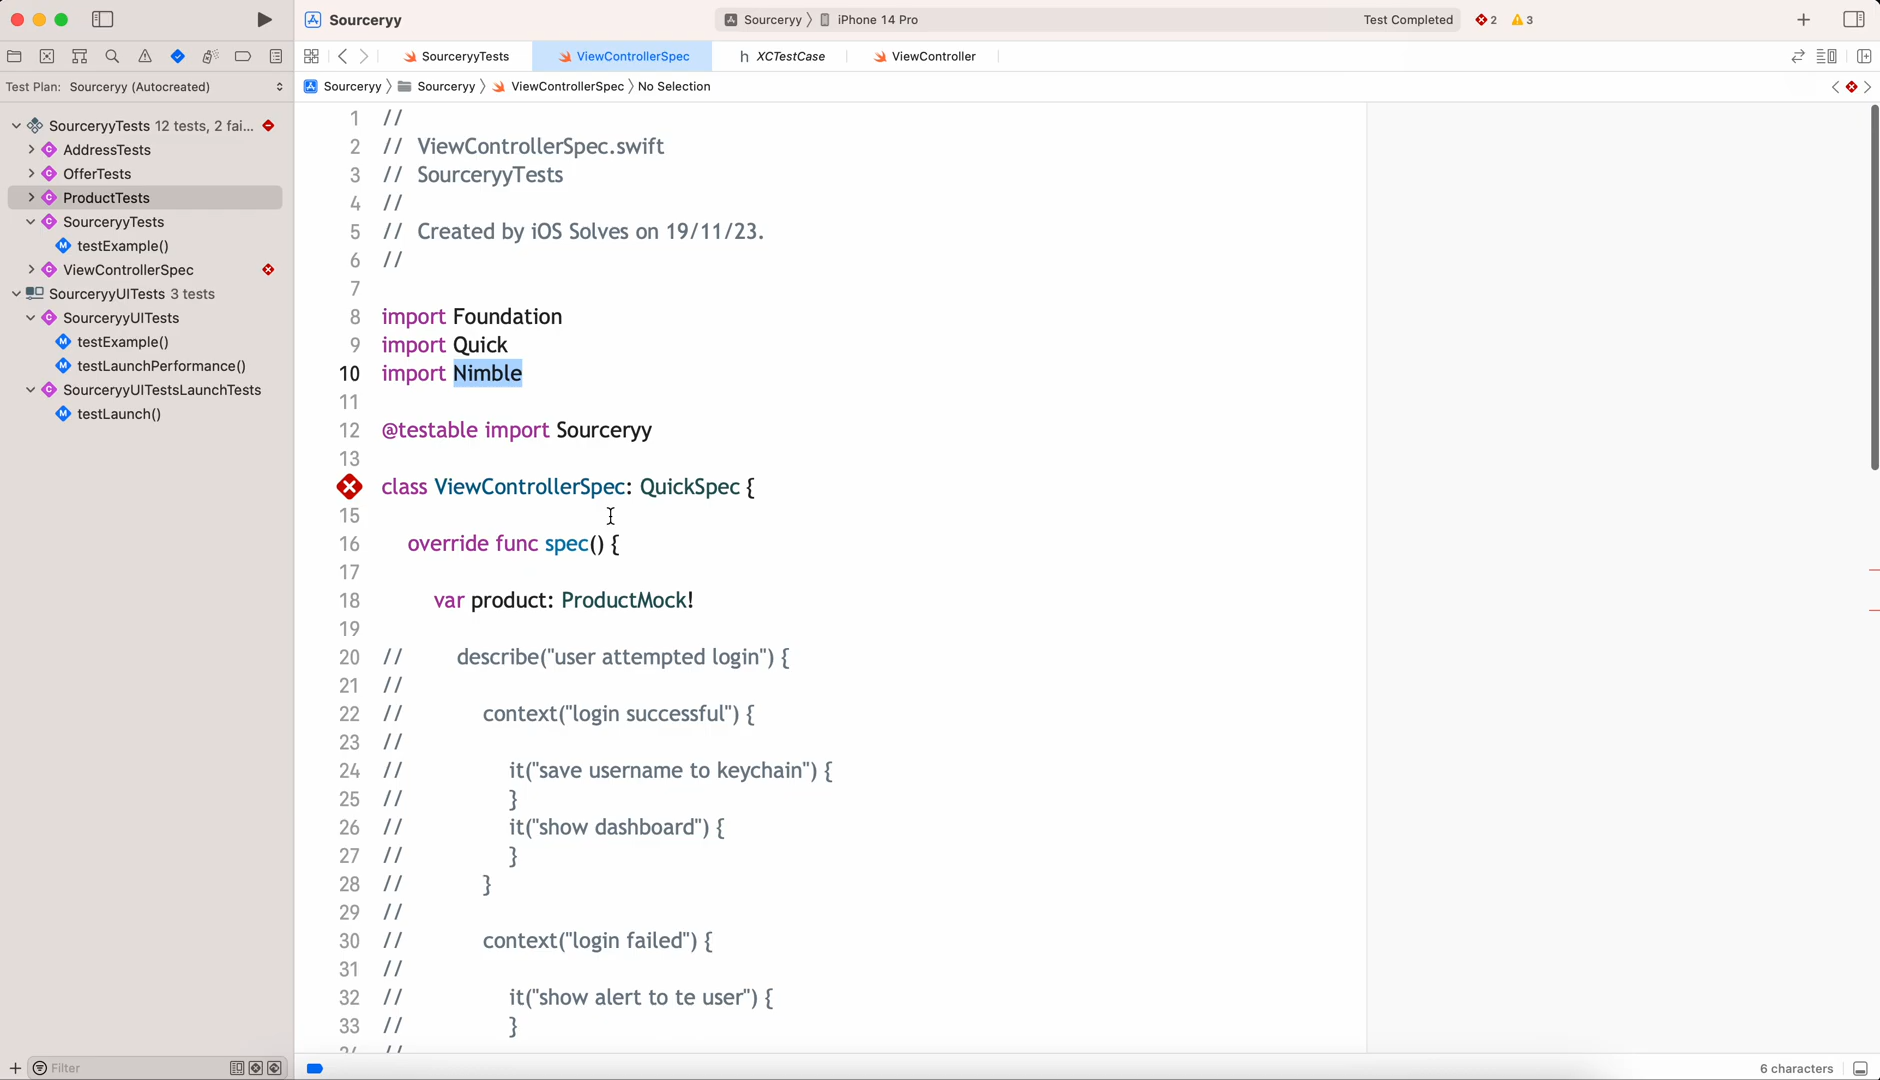 Sourceryy
Sourceryy
iPhone 14 Pro
Test Completed
2
3
SourceryyTests
ViewControllerSpec
h XCTestCase
ViewController
Test Plan: Sourceryy (Autocreated)
Sourceryy
Sourceryy
ViewControllerSpec
No Selection
SourceryyTests 12 tests, 2 fai...
C AddressTests
C OfferTests
C ProductTests
C SourceryyTests
M testExample()
C ViewControllerSpec
SourceryyUITests 3 tests
C SourceryyUITests
M testExample()
M testLaunchPerformance()
C SourceryyUITestsLaunchTests
M testLaunch()
Filter
1 //
2 // ViewControllerSpec.swift
3 // SourceryyTests
4 //
5 // Created by iOS Solves on 19/11/23.
6 //
7
8 import Foundation
9 import Quick
10 import Nimble
11
12 @testable import Sourceryy
13
class ViewControllerSpec: QuickSpec {
15
16 override func spec() {
17
18 var product: ProductMock!
19
20 // describe("user attempted login") {
21 //
22 // context("login successful") {
23 //
24 // it("save username to keychain") {
25 // }
26 // it("show dashboard") {
27 // }
28 // }
29 //
30 // context("login failed") {
31 //
32 // it("show alert to te user") {
33 // }
6 characters